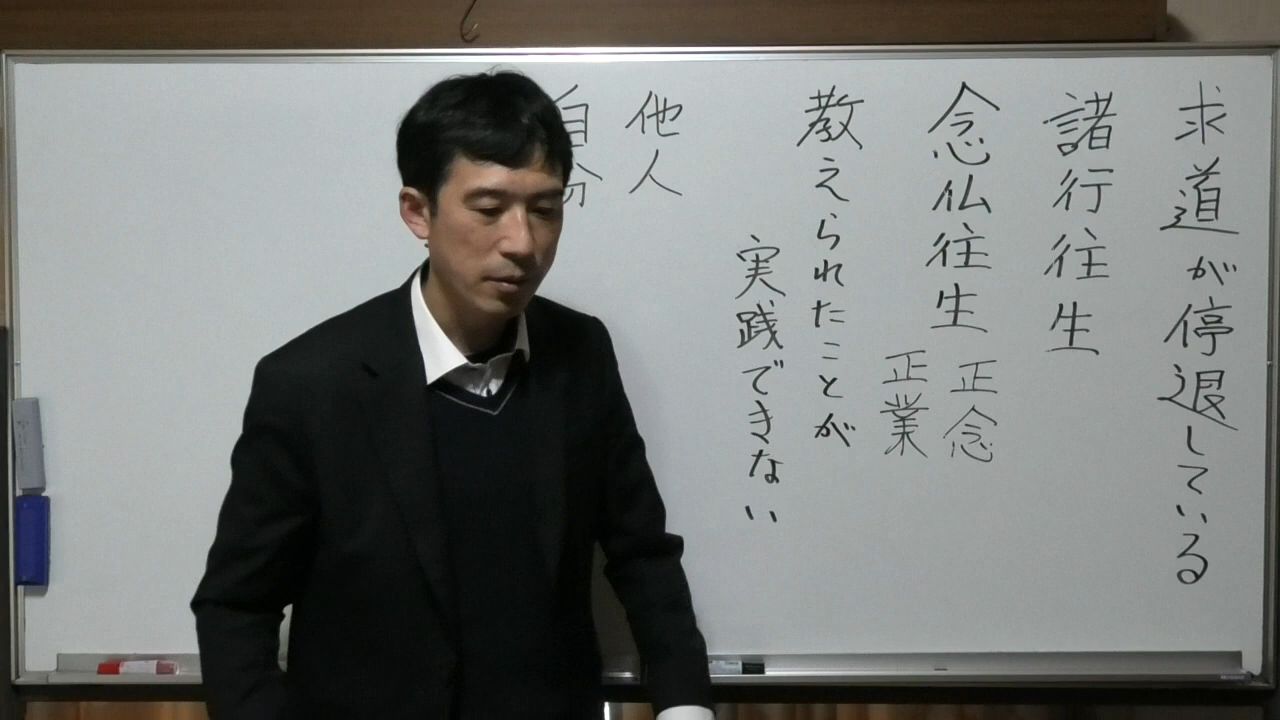 求道が停退している
諸行往生
念仏往生 正念
正業
教えられたことが
実践できない
他人
自分